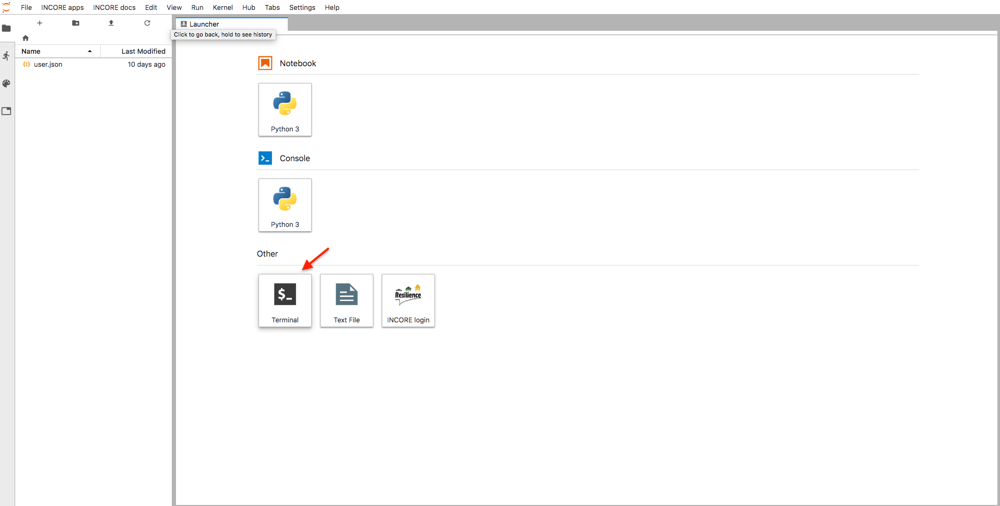 File INCORE apps INCORE docs Edit View Run Kernel Hub Tabs Settings Help
Launcher
Click to go back, hold to see history
Name Last Modified
user.json 10 days ago
Notebook
Python 3
Console
Python 3
Other
$_
Resilience
Terminal Text File INCORE login